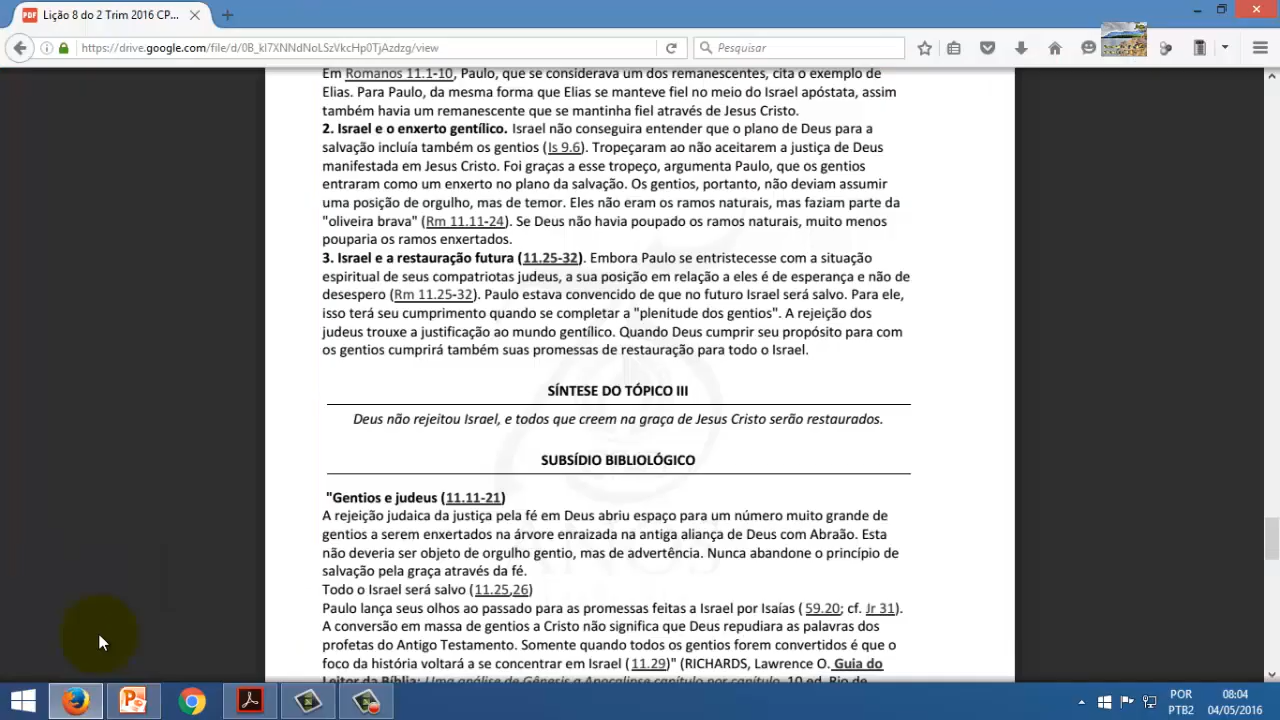 Lição 8 do 2 Trim 2016 CP...
https://drive.google.com/file/d/0B_kl7XNNdNoLSzVkcHp0TjAzdzg/view
Pesquisar
Em Romanos 11.1-10, Paulo, que se considerava um dos remanescentes, cita o exemplo de
Elias. Para Paulo, da mesma forma que Elias se manteve fiel no meio do Israel apóstata, assim
também havia um remanescente que se mantinha fiel através de Jesus Cristo.
2. Israel e o enxerto gentílico. Israel não conseguira entender que o plano de Deus para a
salvação incluía também os gentios (Is 9.6). Tropeçaram ao não aceitarem a justiça de Deus
manifestada em Jesus Cristo. Foi graças a esse tropeço, argumenta Paulo, que os gentios
entraram como um enxerto no plano da salvação. Os gentios, portanto, não deviam assumir
uma posição de orgulho, mas de temor. Eles não eram os ramos naturais, mas faziam parte da
"oliveira brava" (Rm 11.11-24). Se Deus não havia poupado os ramos naturais, muito menos
pouparia os ramos enxertados.
3. Israel e a restauração futura (11.25-32). Embora Paulo se entristecesse com a situação
espiritual de seus compatriotas judeus, a sua posição em relação a eles é de esperança e não de
desespero (Rm 11.25-32). Paulo estava convencido de que no futuro Israel será salvo. Para ele,
isso terá seu cumprimento quando se completar a "plenitude dos gentios". A rejeição dos
judeus trouxe a justificação ao mundo gentílico. Quando Deus cumprir seu propósito para com
os gentios cumprirá também suas promessas de restauração para todo o Israel.
SÍNTESE DO TÓPICO III
Deus não rejeitou Israel, e todos que creem na graça de Jesus Cristo serão restaurados.
SUBSÍDIO BIBLIOLÓGICO
"Gentios e judeus (11.11-21)
A rejeição judaica da justiça pela fé em Deus abriu espaço para um número muito grande de
gentios a serem enxertados na árvore enraizada na antiga aliança de Deus com Abraão. Esta
não deveria ser objeto de orgulho gentio, mas de advertência. Nunca abandone o princípio de
salvação pela graça através da fé.
Todo o Israel será salvo (11.25,26)
Paulo lança seus olhos ao passado para as promessas feitas a Israel por Isaías ( 59.20; cf. Jr 31).
A conversão em massa de gentios a Cristo não significa que Deus repudiara as palavras dos
profetas do Antigo Testamento. Somente quando todos os gentios forem convertidos é que o
foco da história voltará a se concentrar em Israel (11.29)" (RICHARDS, Lawrence O. Guia do
Leitor da Bíblia: Uma análise de Gênesis a Apocalipse capítulo por capítulo. 10 ed. Rio de
POR
PTB2
08:04
04/05/2016